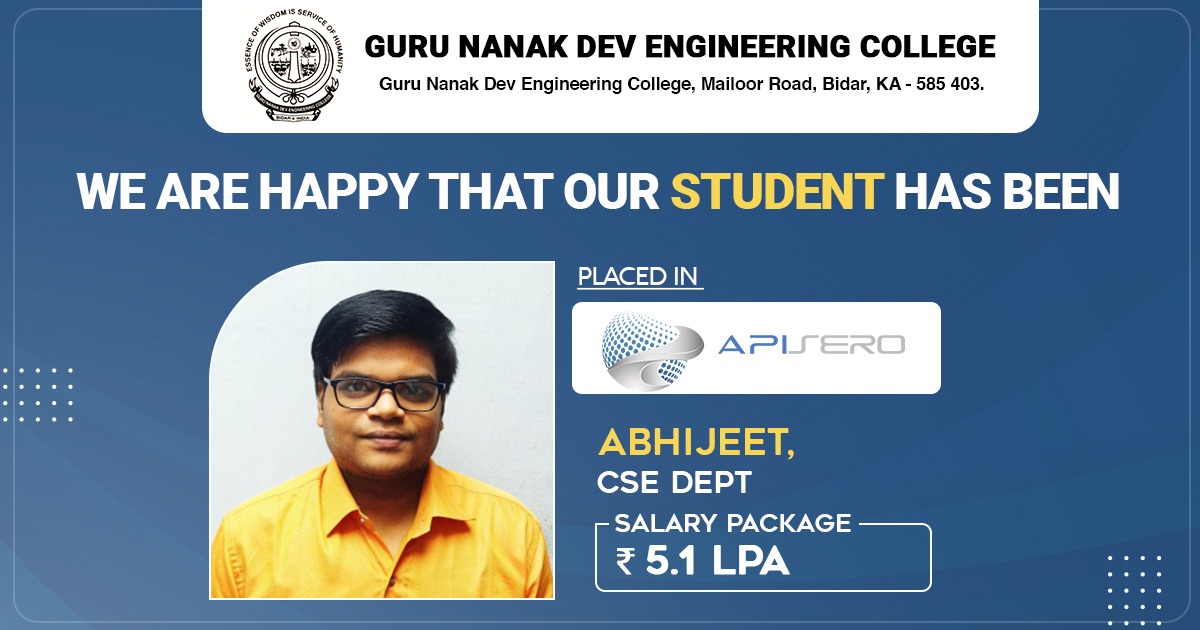 ESSENCE OF WISDOM IS SERVICE OF HUMANITY
GURU NANAK DEV ENGINEERING COLLEGE
BIDAR INDIA
GURU NANAK DEV ENGINEERING COLLEGE
Guru Nanak Dev Engineering College, Mailoor Road, Bidar, KA - 585 403.
WE ARE HAPPY THAT OUR STUDENT HAS BEEN
PLACED IN
APISERO
ABHIJEET,
CSE DEPT
SALARY PACKAGE
₹ 5.1 LPA